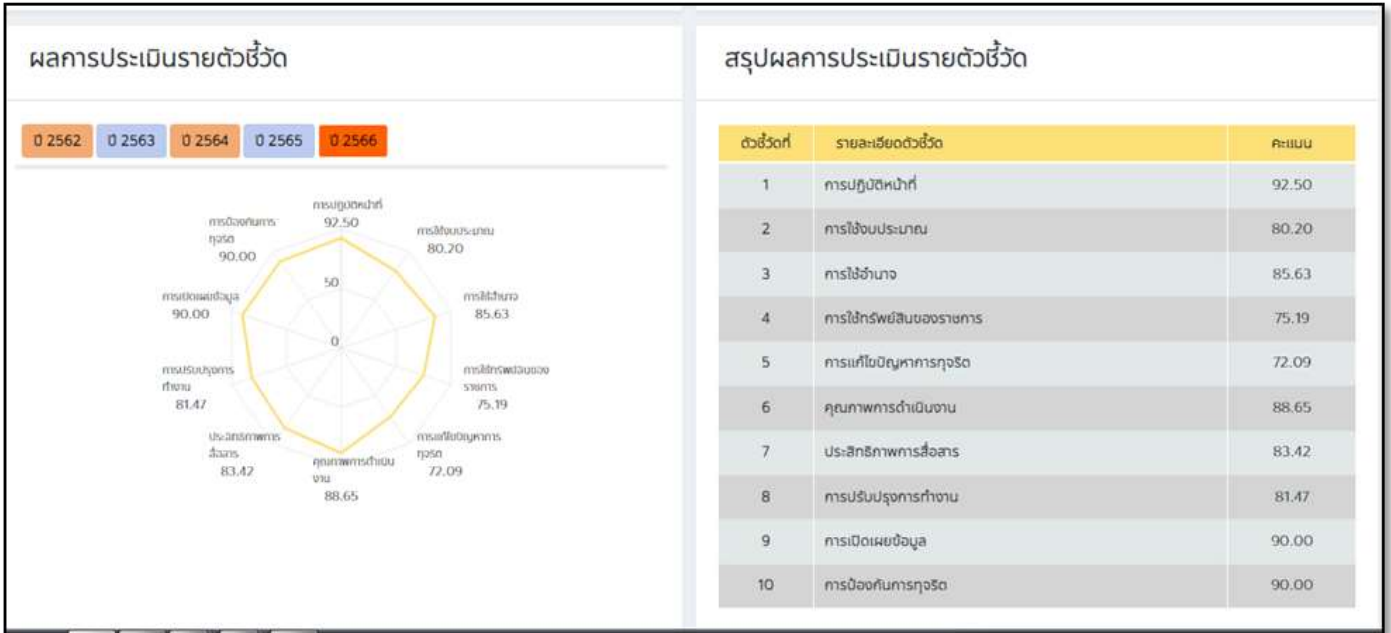 ผลการประเมินรายตัวชี้วัด
ปี 2562 ปี 2563 ปี 2564 ปี 2565 ปี 2566
การปฏิบัติหน้าที่
92.50
การใช้งบประมาณ
80.20
การใช้อำนาจ
85.63
การใช้ทรัพย์สินของ
ราชการ
75.19
การแก้ไขปัญหาการ
ทุจริต
72.09
คุณภาพการดำเนิน
งาน
88.65
ประสิทธิภาพการ
สื่อสาร
83.42
การปรับปรุงการ
ทำงาน
81.47
การเปิดเผยข้อมูล
90.00
การป้องกันการ
ทุจริต
90.00
50
0
สรุปผลการประเมินรายตัวชี้วัด
ตัวชี้วัดที่ รายละเอียดตัวชี้วัด คะแนน
1 การปฏิบัติหน้าที่ 92.50
2 การใช้งบประมาณ 80.20
3 การใช้อำนาจ 85.63
4 การใช้ทรัพย์สินของราชการ 75.19
5 การแก้ไขปัญหาการทุจริต 72.09
6 คุณภาพการดำเนินงาน 88.65
7 ประสิทธิภาพการสื่อสาร 83.42
8 การปรับปรุงการทำงาน 81.47
9 การเปิดเผยข้อมูล 90.00
10 การป้องกันการทุจริต 90.00